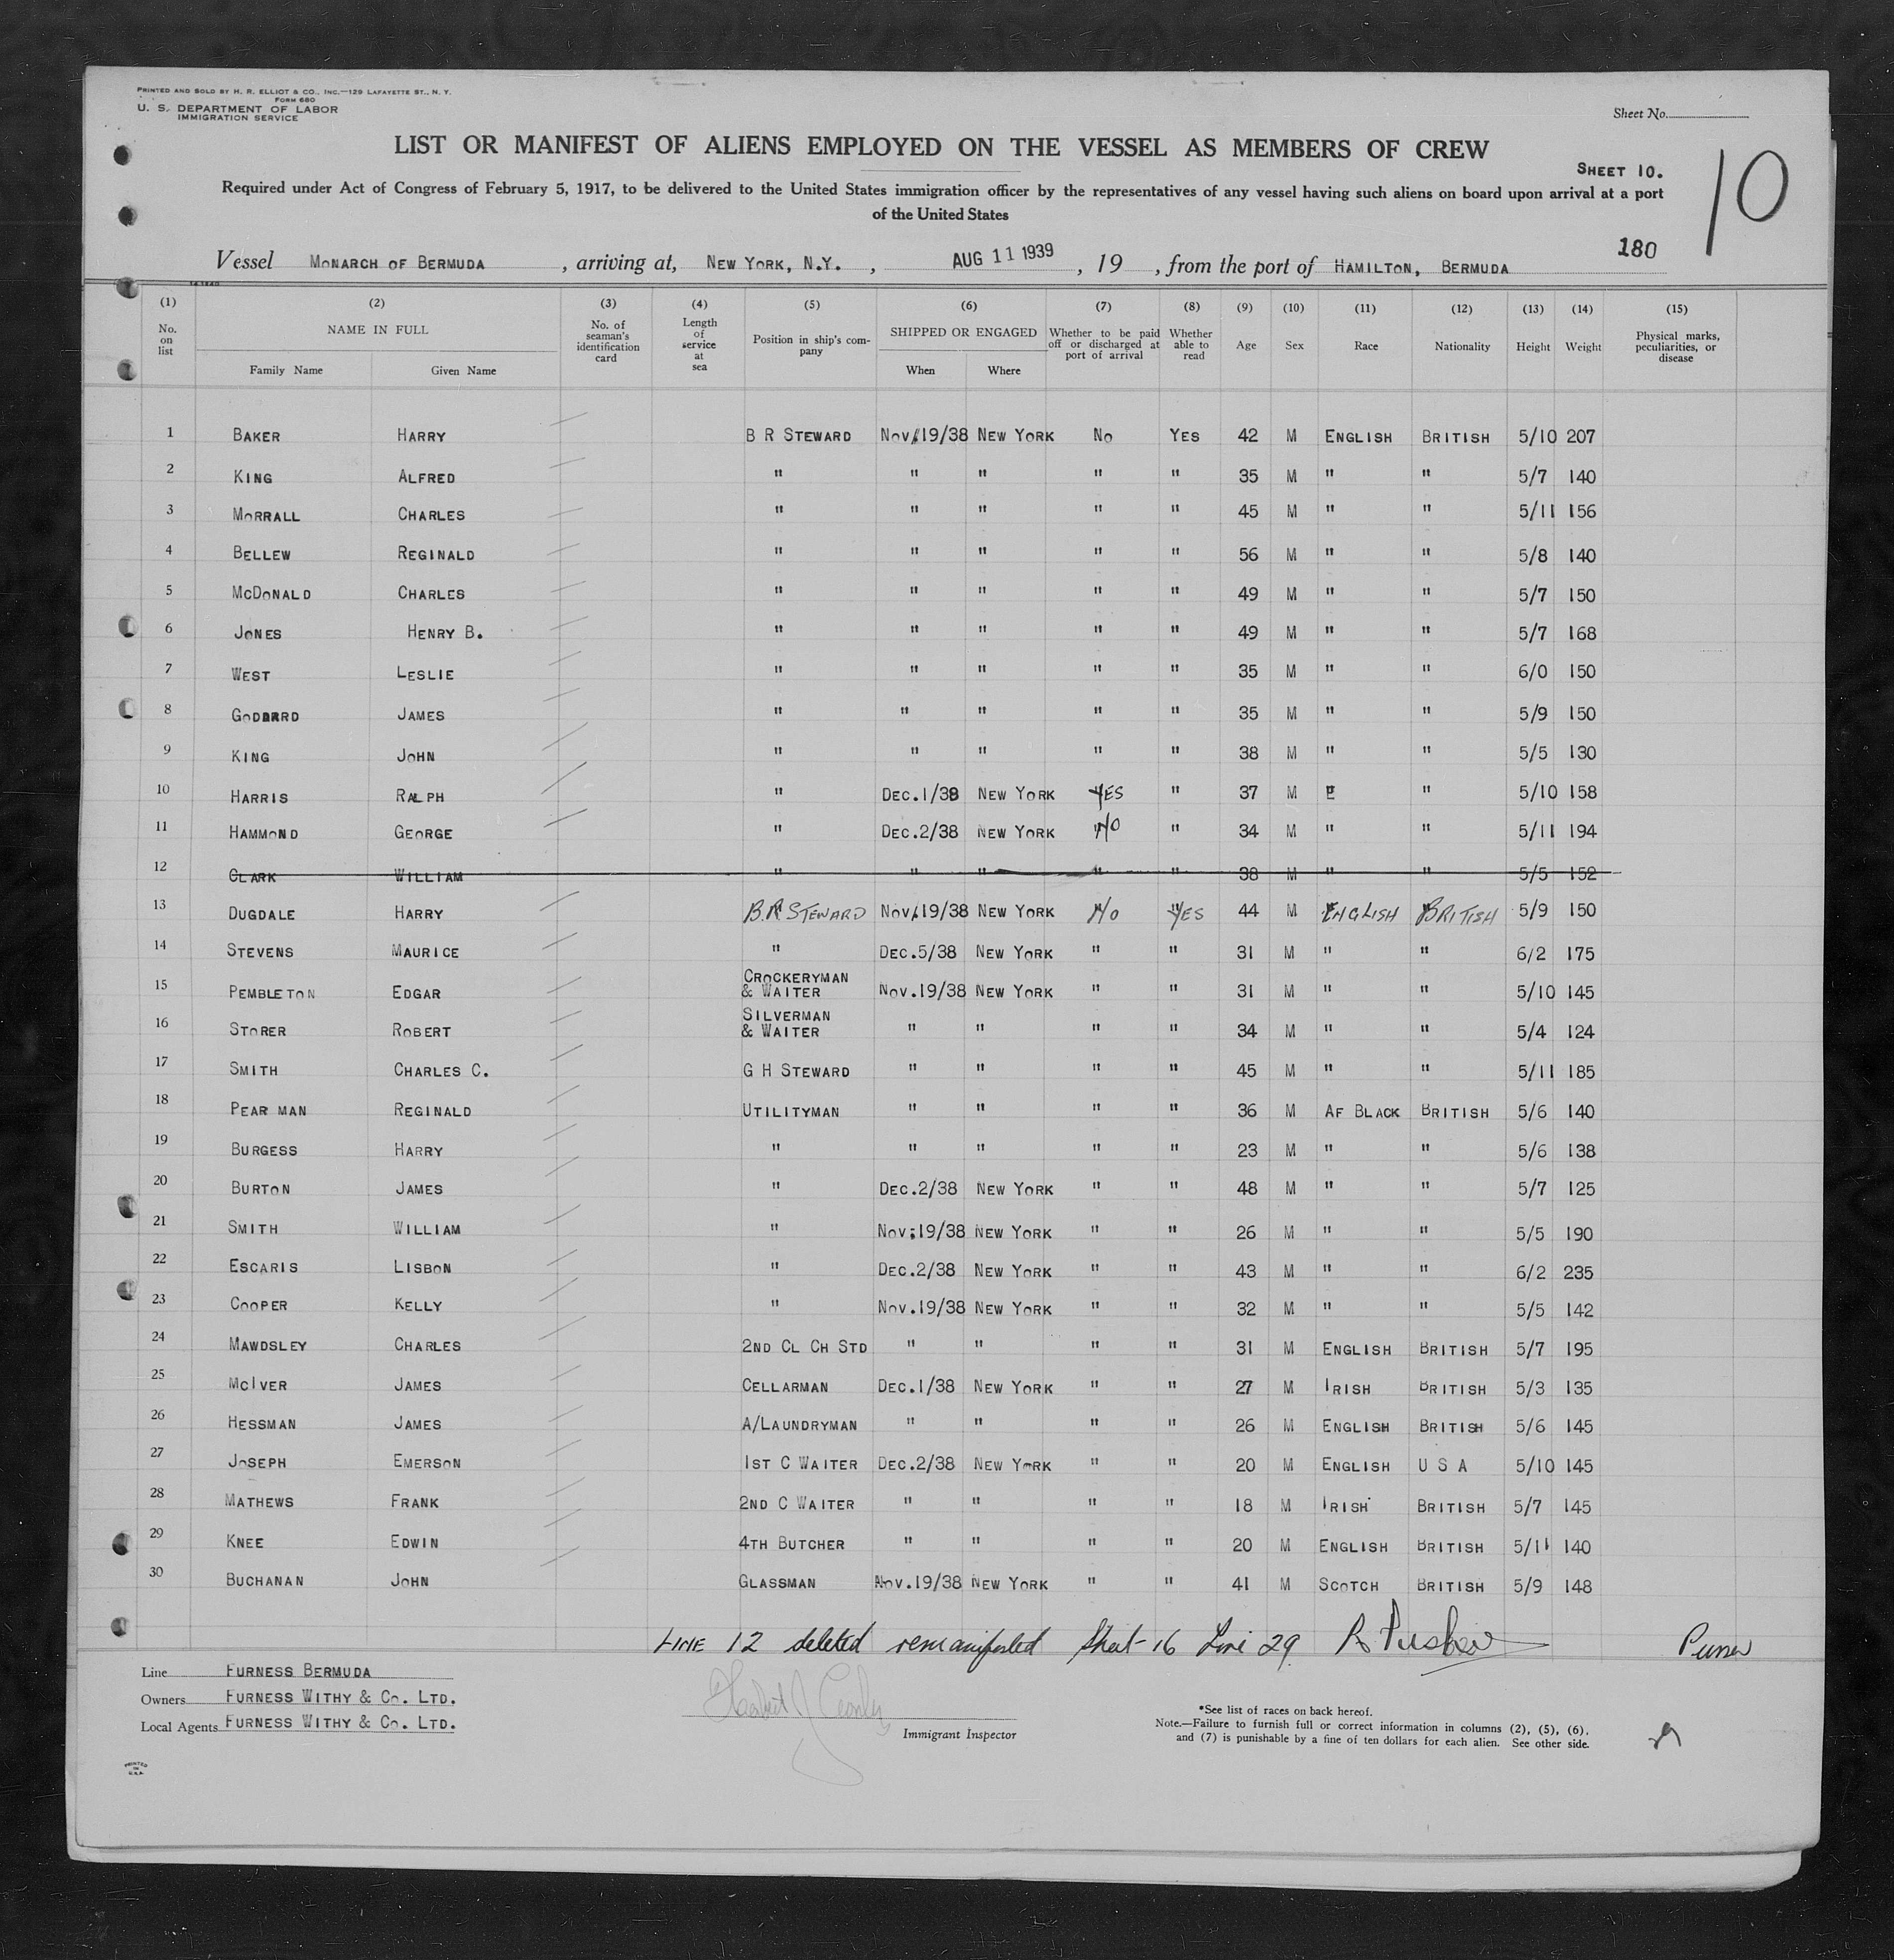 PRINTED AND SOLD BY H. R. ELLIOT & CO., INC.—129 LAFAYETTE ST., N. Y.
FORM 680
U. S. DEPARTMENT OF LABOR
IMMIGRATION SERVICE
Sheet No.
LIST OR MANIFEST OF ALIENS EMPLOYED ON THE VESSEL AS MEMBERS OF CREW
SHEET 10.
10
Required under Act of Congress of February 5, 1917, to be delivered to the United States immigration officer by the representatives of any vessel having such aliens on board upon arrival at a port
of the United States
180
Vessel MONARCH OF BERMUDA, arriving at, NEW YORK, N.Y., AUG 11 1939, 19 , from the port of HAMILTON, BERMUDA
(1) (2) (3) (4) (5) (6) (7) (8) (9) (10) (11) (12) (13) (14) (15)
No. on list NAME IN FULL No. of seaman's identification card Length of service at sea Position in ship's company SHIPPED OR ENGAGED Whether to be paid off or discharged at port of arrival Whether able to read Age Sex Race Nationality Height Weight Physical marks, peculiarities, or disease
Family Name Given Name When Where
1 BAKER HARRY B R STEWARD NOV.19/38 NEW YORK NO YES 42 M ENGLISH BRITISH 5/10 207
2 KING ALFRED " " " " " 35 M " " 5/7 140
3 MORRALL CHARLES " " " " " 45 M " " 5/11 156
4 BELLEW REGINALD " " " " " 56 M " " 5/8 140
5 MCDONALD CHARLES " " " " " 49 M " " 5/7 150
6 JONES HENRY B. " " " " " 49 M " " 5/7 168
7 WEST LESLIE " " " " " 35 M " " 6/0 150
8 GODDARD JAMES " " " " " 35 M " " 5/9 150
9 KING JOHN " " " " " 38 M " " 5/5 130
10 HARRIS RALPH " DEC.1/38 NEW YORK YES " 37 M E " 5/10 158
11 HAMMOND GEORGE " DEC.2/38 NEW YORK NO " 34 M " " 5/11 194
12 CLARK WILLIAM " " " " " 38 M " " 5/5 152
13 DUGDALE HARRY B.R STEWARD NOV.19/38 NEW YORK NO YES 44 M ENGLISH BRITISH 5/9 150
14 STEVENS MAURICE " DEC.5/38 NEW YORK " " 31 M " " 6/2 175
15 PEMBLETON EDGAR CROCKERYMAN & WAITER NOV.19/38 NEW YORK " " 31 M " " 5/10 145
16 STORER ROBERT SILVERMAN & WAITER " " " " 34 M " " 5/4 124
17 SMITH CHARLES C. G H STEWARD " " " " 45 M " " 5/11 185
18 PEAR MAN REGINALD UTILITYMAN " " " " 36 M AF BLACK BRITISH 5/6 140
19 BURGESS HARRY " " " " " 23 M " " 5/6 138
20 BURTON JAMES " DEC.2/38 NEW YORK " " 48 M " " 5/7 125
21 SMITH WILLIAM " NOV.19/38 NEW YORK " " 26 M " " 5/5 190
22 ESCARIS LISBON " DEC.2/38 NEW YORK " " 43 M " " 6/2 235
23 COOPER KELLY " NOV.19/38 NEW YORK " " 32 M " " 5/5 142
24 MAWDSLEY CHARLES 2ND CL CH STD " " " " 31 M ENGLISH BRITISH 5/7 195
25 MCIVER JAMES CELLARMAN DEC.1/38 NEW YORK " " 27 M IRISH BRITISH 5/3 135
26 HESSMAN JAMES A/LAUNDRYMAN " " " " 26 M ENGLISH BRITISH 5/6 145
27 JOSEPH EMERSON 1ST C WAITER DEC.2/38 NEW YORK " " 20 M ENGLISH U S A 5/10 145
28 MATHEWS FRANK 2ND C WAITER " " " " 18 M IRISH BRITISH 5/7 145
29 KNEE EDWIN 4TH BUTCHER " " " " 20 M ENGLISH BRITISH 5/11 140
30 BUCHANAN JOHN GLASSMAN NOV.19/38 NEW YORK " " 41 M SCOTCH BRITISH 5/9 148
LINE 12 deleted remanifested Sheet-16 Line 29. Purser
Line FURNESS BERMUDA
Owners FURNESS WITHY & CO. LTD.
Local Agents FURNESS WITHY & CO. LTD.
Immigrant Inspector
*See list of races on back hereof.
Note.—Failure to furnish full or correct information in columns (2), (5), (6),
and (7) is punishable by a fine of ten dollars for each alien. See other side.
PRINTED
IN
U.S.A.